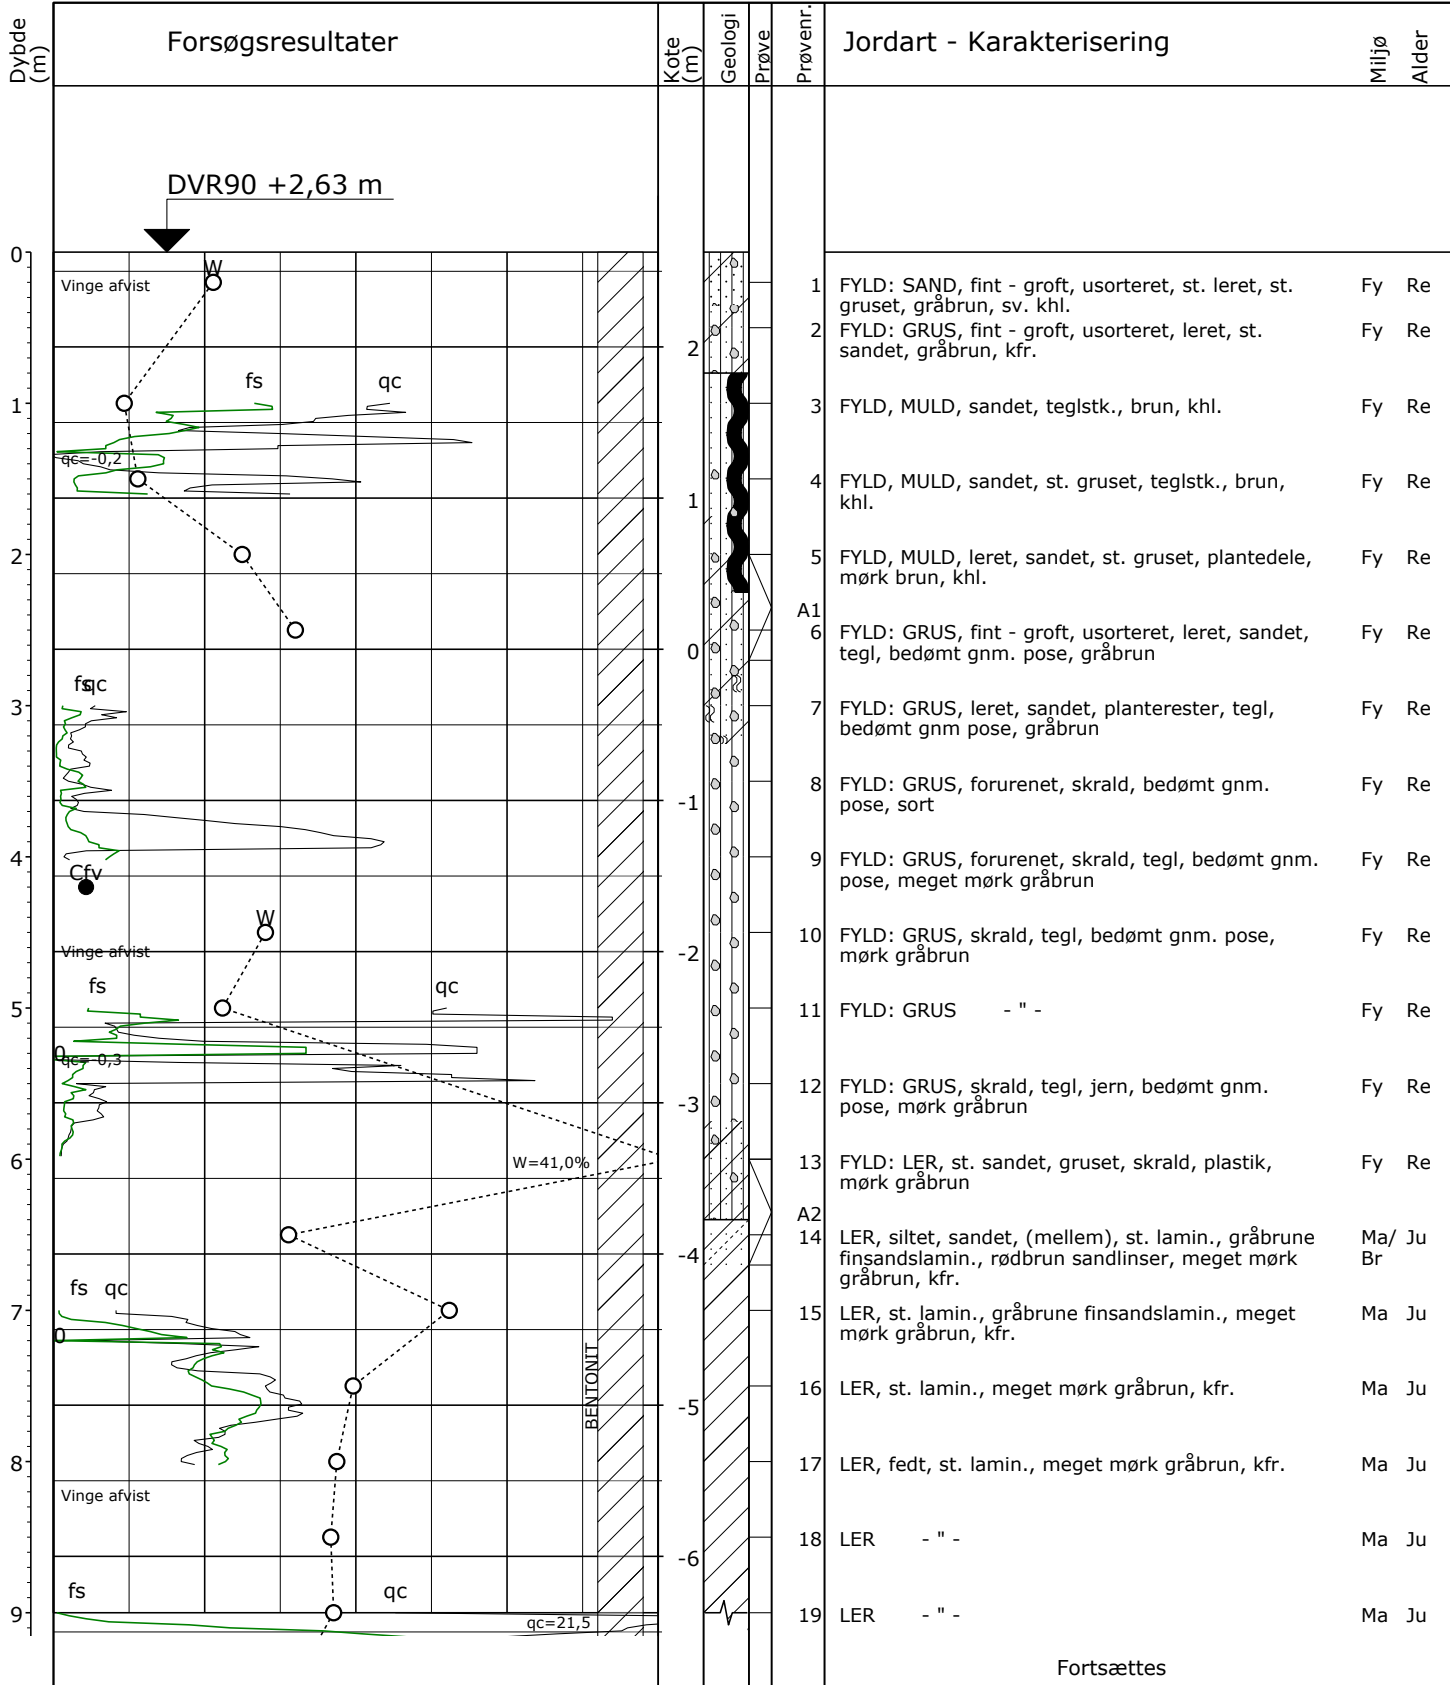 Dybde (m)
Forsøgsresultater
Kote (m)
Geologi
Prøve
Prøvenr.
Jordart - Karakterisering
Miljø
Alder
DVR90 +2,63 m
0
W
Vinge afvist
1 FYLD: SAND, fint - groft, usorteret, st. leret, st. Fy Re
gruset, gråbrun, sv. khl.
2 FYLD: GRUS, fint - groft, usorteret, leret, st. Fy Re
sandet, gråbrun, kfr.
2
fs qc
1
3 FYLD, MULD, sandet, teglstk., brun, khl. Fy Re
qc=-0,2
4 FYLD, MULD, sandet, st. gruset, teglstk., brun, Fy Re
khl.
1
2
5 FYLD, MULD, leret, sandet, st. gruset, plantedele, Fy Re
mørk brun, khl.
A1
6 FYLD: GRUS, fint - groft, usorteret, leret, sandet, Fy Re
tegl, bedømt gnm. pose, gråbrun
0
fs qc
3
7 FYLD: GRUS, leret, sandet, planterester, tegl, Fy Re
bedømt gnm pose, gråbrun
8 FYLD: GRUS, forurenet, skrald, bedømt gnm. Fy Re
pose, sort
-1
4
9 FYLD: GRUS, forurenet, skrald, tegl, bedømt gnm. Fy Re
pose, meget mørk gråbrun
Cfv
W
10 FYLD: GRUS, skrald, tegl, bedømt gnm. pose, Fy Re
mørk gråbrun
Vinge afvist
-2
fs qc
5
11 FYLD: GRUS - " - Fy Re
0
qc=-0,3
12 FYLD: GRUS, skrald, tegl, jern, bedømt gnm. Fy Re
pose, mørk gråbrun
-3
6
W=41,0%
13 FYLD: LER, st. sandet, gruset, skrald, plastik, Fy Re
mørk gråbrun
A2
14 LER, siltet, sandet, (mellem), st. lamin., gråbrune Ma/ Ju
finsandslamin., rødbrun sandlinser, meget mørk Br
gråbrun, kfr.
-4
fs qc
7
15 LER, st. lamin., gråbrune finsandslamin., meget Ma Ju
mørk gråbrun, kfr.
0
BENTONIT
16 LER, st. lamin., meget mørk gråbrun, kfr. Ma Ju
-5
8
17 LER, fedt, st. lamin., meget mørk gråbrun, kfr. Ma Ju
Vinge afvist
18 LER - " - Ma Ju
-6
fs qc
9
19 LER - " - Ma Ju
qc=21,5
Fortsættes